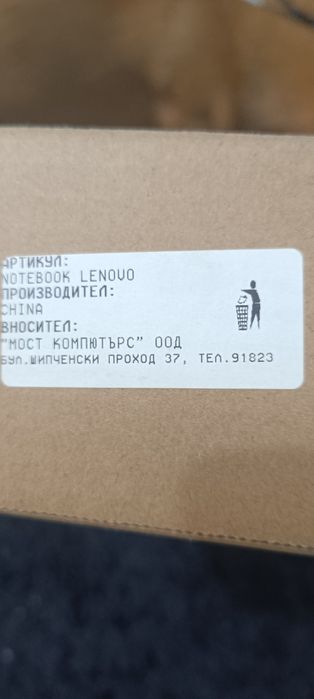 АРТИКУЛ:
NOTEBOOK LENOVO
ПРОИЗВОДИТЕЛ:
CHINA
ВНОСИТЕЛ:
"МОСТ КОМПЮТЪРС" ООД
БУЛ.ШИПЧЕНСКИ ПРОХОД 37, ТЕЛ.91823